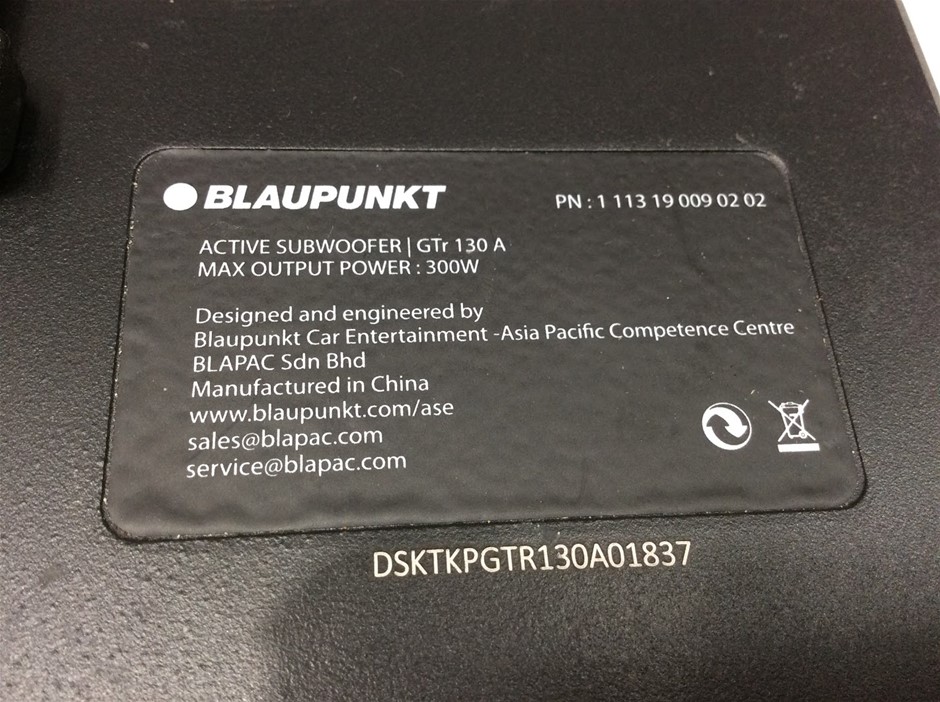 BLAUPUNKT
PN : 1 113 19 009 02 02
ACTIVE SUBWOOFER | GTr 130 A
MAX OUTPUT POWER : 300W
Designed and engineered by
Blaupunkt Car Entertainment -Asia Pacific Competence Centre
BLAPAC Sdn Bhd
Manufactured in China
www.blaupunkt.com/ase
sales@blapac.com
service@blapac.com
DSKTKPGTR130A01837